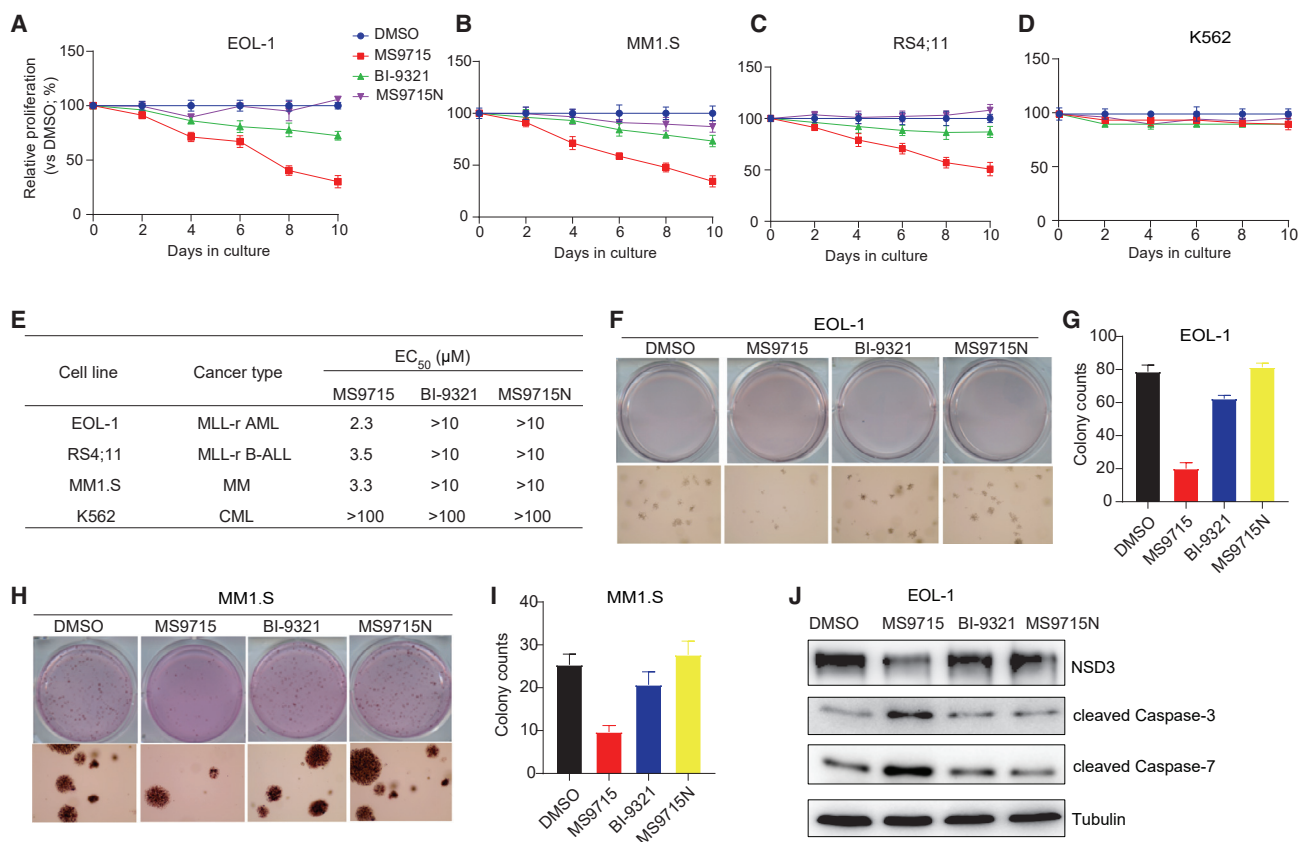 A
EOL-1
DMSO
MS9715
BI-9321
MS9715N
Relative proliferation
(vs DMSO; %)
150
100
50
0
0 2 4 6 8 10
Days in culture
B
MM1.S
150
100
50
0
0 2 4 6 8 10
Days in culture
C
RS4;11
150
100
50
0
0 2 4 6 8 10
Days in culture
D
K562
150
100
50
0
0 2 4 6 8 10
Days in culture
E
Cell line Cancer type EC50 (μM)
MS9715 BI-9321 MS9715N
EOL-1 MLL-r AML 2.3 >10 >10
RS4;11 MLL-r B-ALL 3.5 >10 >10
MM1.S MM 3.3 >10 >10
K562 CML >100 >100 >100
F
EOL-1
DMSO MS9715 BI-9321 MS9715N
G
EOL-1
Colony counts
100
80
60
40
20
0
DMSO
MS9715
BI-9321
MS9715N
H
MM1.S
DMSO MS9715 BI-9321 MS9715N
I
MM1.S
Colony counts
40
30
20
10
0
DMSO
MS9715
BI-9321
MS9715N
J
EOL-1
DMSO MS9715 BI-9321 MS9715N
NSD3
cleaved Caspase-3
cleaved Caspase-7
Tubulin